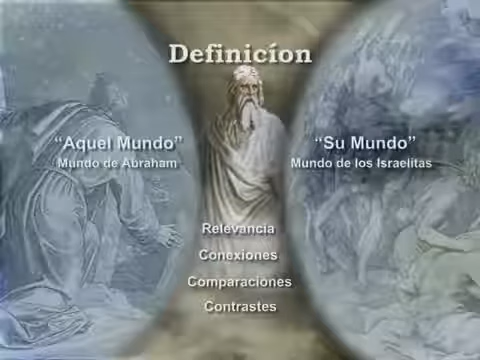 Definicíon
“Aquel Mundo”
Mundo de Abraham
“Su Mundo”
Mundo de los Israelitas
Relevancia
Conexiones
Comparaciones
Contrastes